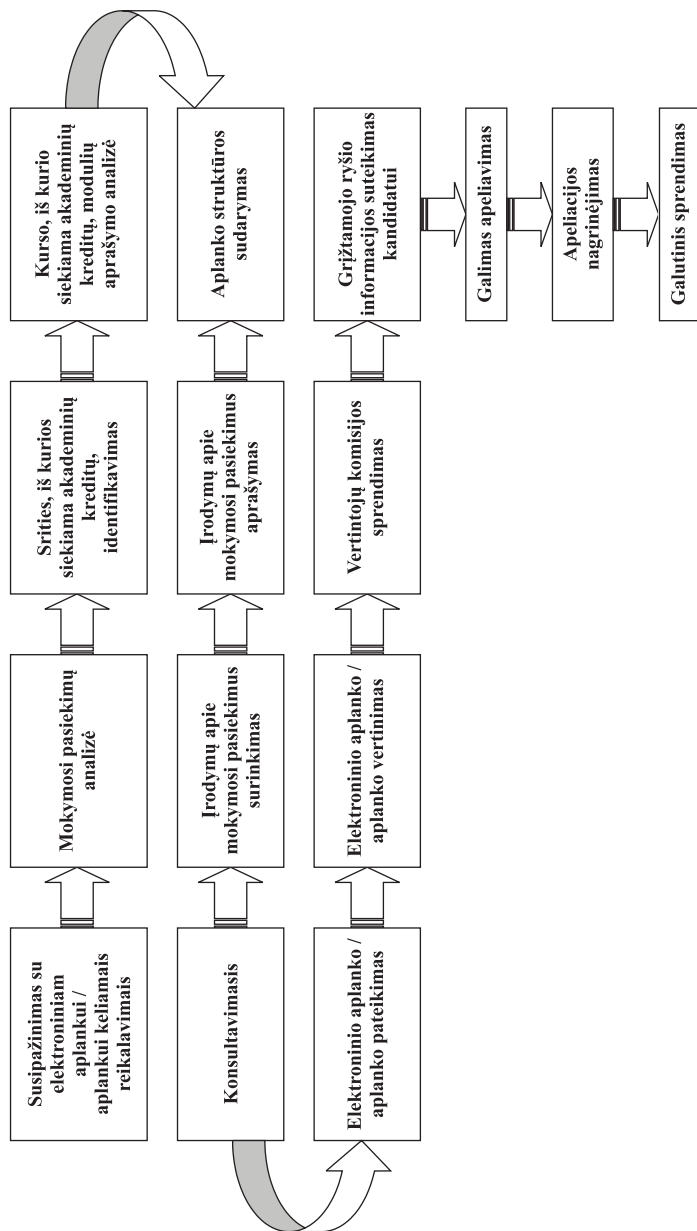 Susipažinimas su
elektroniniam
aplankui /
aplankui keliamais
reikalavimais
Mokymosi pasiekimų
analizė
Srities, iš kurios
siekiama akademinių
kreditų,
identifikavimas
Kurso, iš kurio
siekiama akademinių
kreditų, modulių
aprašymo analizė
Konsultavimasis
Įrodymų apie
mokymosi pasiekimus
surinkimas
Įrodymų apie
mokymosi pasiekimus
aprašymas
Aplanko struktūros
sudarymas
Elektroninio aplanko /
aplanko pateikimas
Elektroninio aplanko /
aplanko vertinimas
Vertintojų komisijos
sprendimas
Grįžtamojo ryšio
informacijos suteikimas
kandidatui
Galimas apeliavimas
Apeliacijos
nagrinėjimas
Galutinis sprendimas